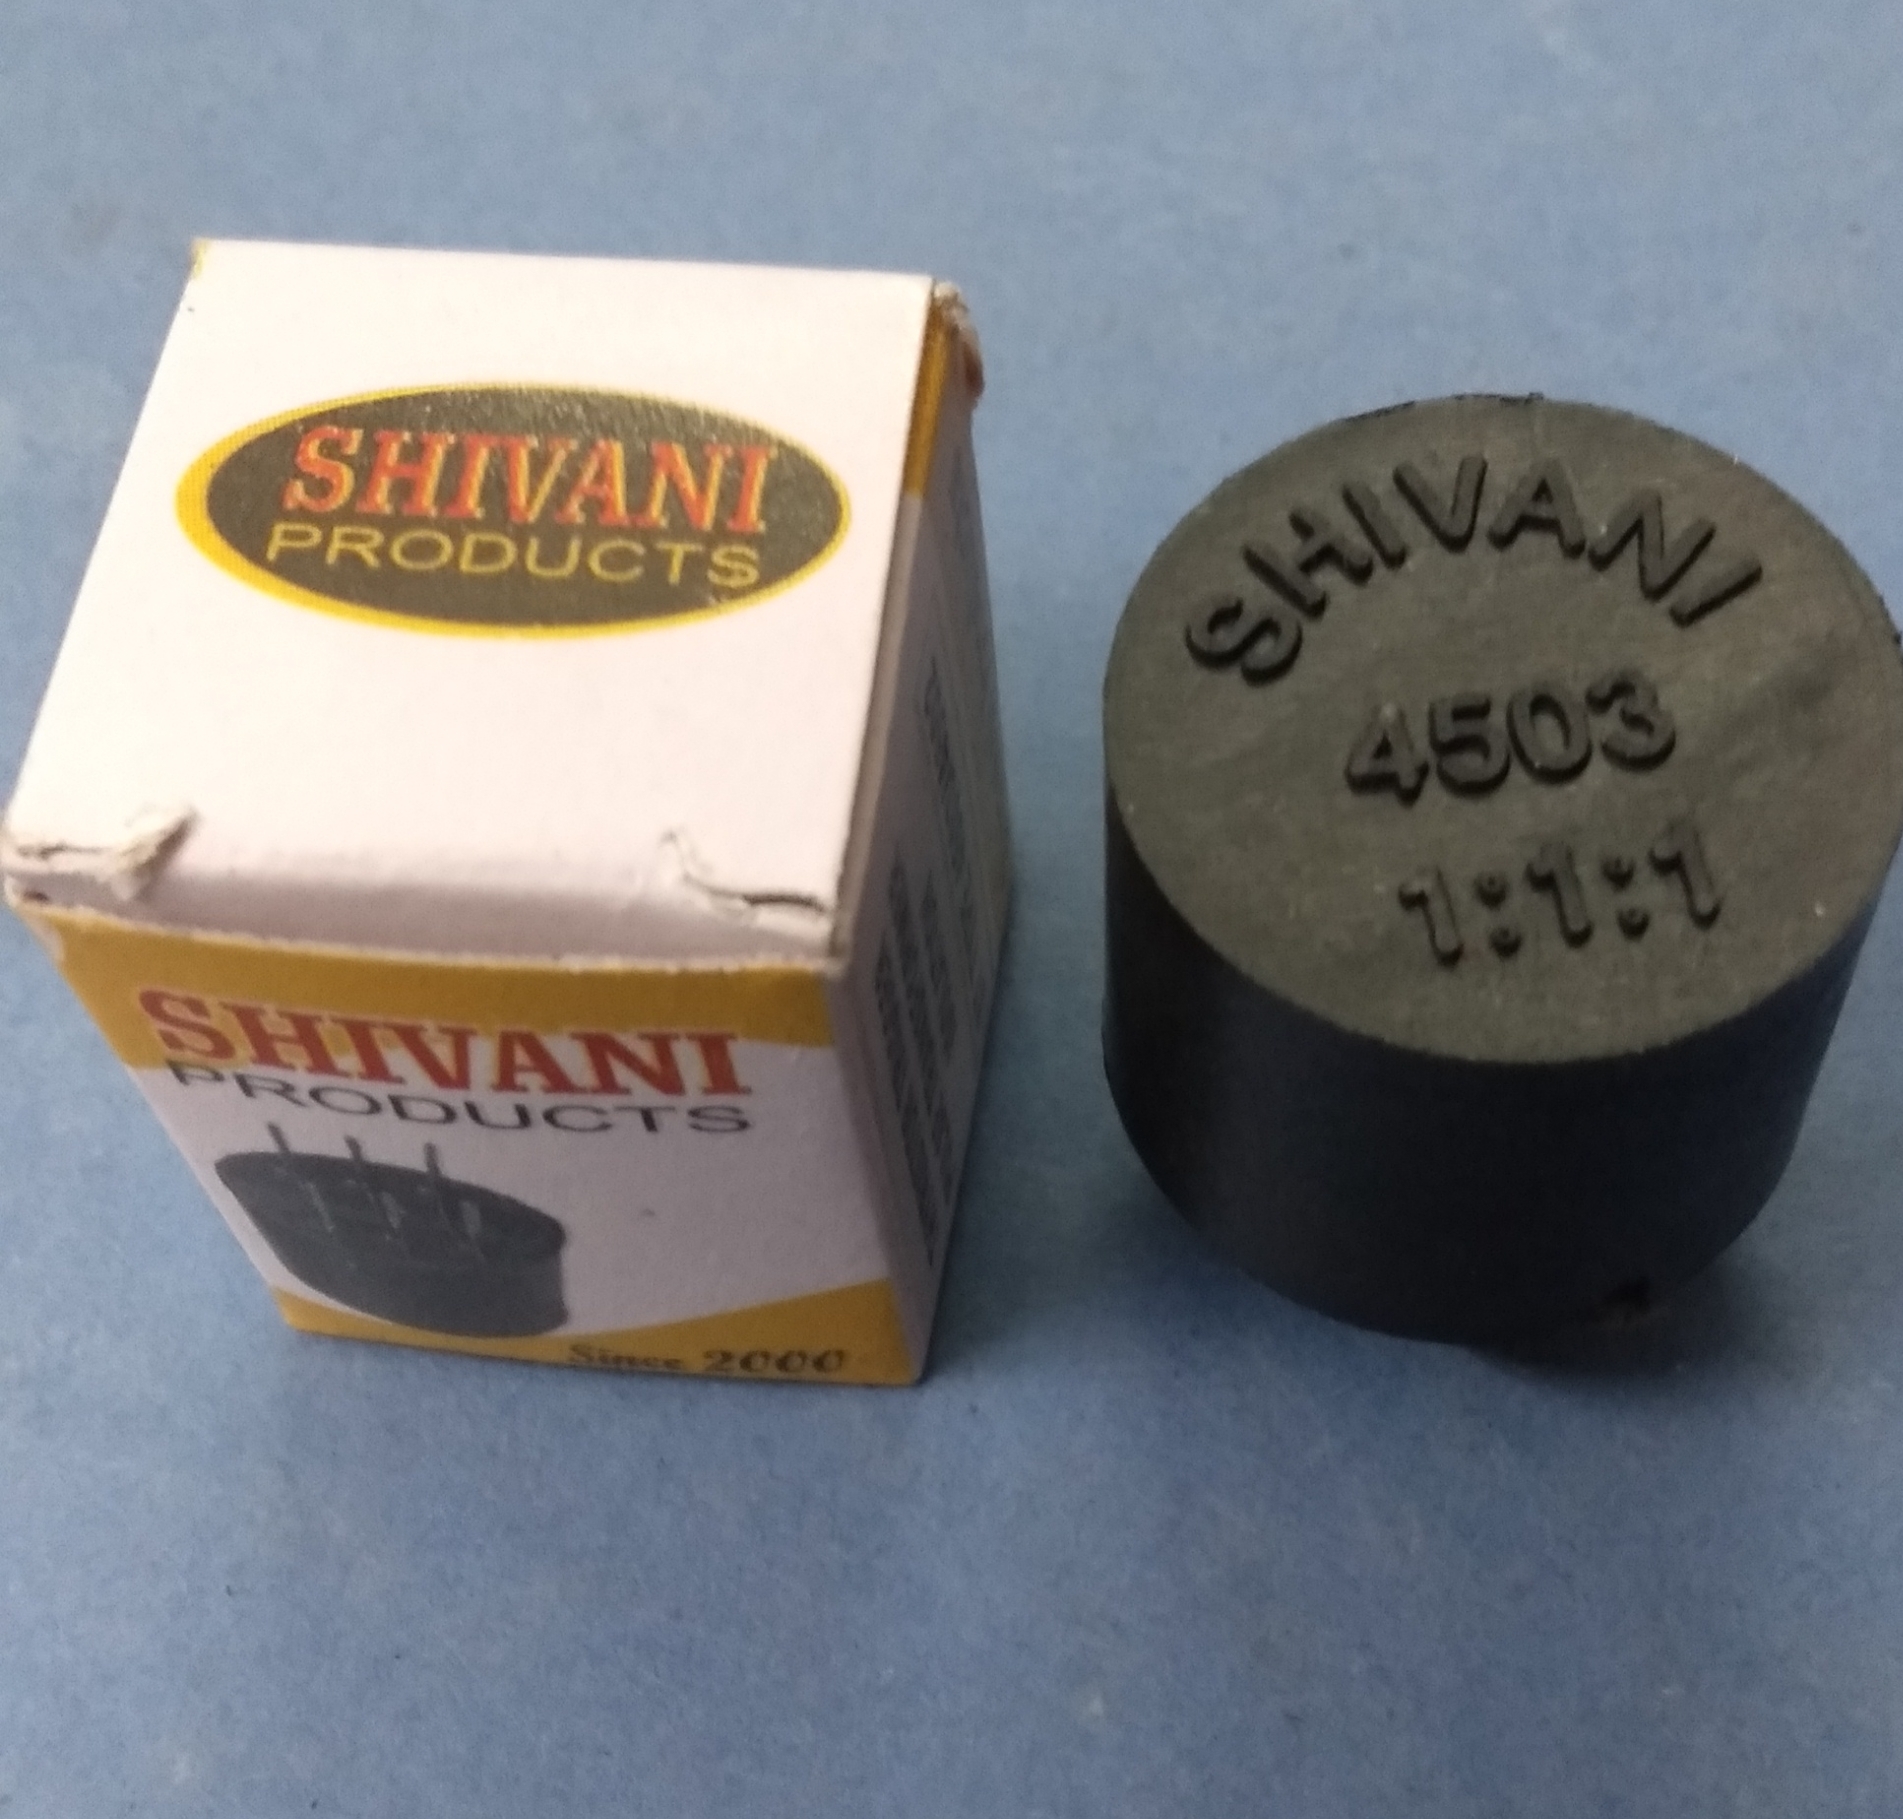 SHIVANI
PRODUCTS
SHIVANI
PRODUCTS
Since 2000
SHIVANI
4503
1:1:1